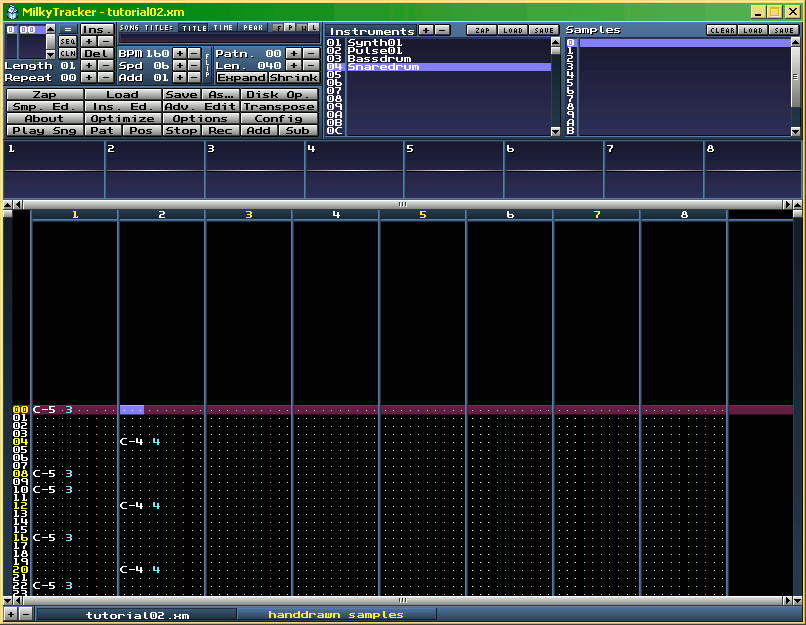 MilkyTracker - tutorial02.xm
0 00 = Ins. SONG TITLE: TITLE TIME PEAK F P W L
SEQ + - 
CLN Del BPM 160 + - FLIP Patn. 00 + -
Length 01 + - Spd 06 + - Len. 040 + -
Repeat 00 + - Add 01 + - Expand Shrink
Zap Load Save As... Disk Op.
Smp. Ed. Ins. Ed. Adv. Edit Transpose
About Optimize Options Config
Play Sng Pat Pos Stop Rec Add Sub
Instruments + - ZAP LOAD SAVE
01 Synth01
02 Pulse01
03 Bassdrum
04 Snaredrum
05
06
07
08
09
0A
0B
0C
Samples CLEAR LOAD SAVE
0
1
2
3
4
5
6
7
8
9
A
B
1 2 3 4 5 6 7 8
1 2 3 4 5 6 7 8
00 C-5 3
01
02
03
04 C-4 4
05
06
07
08 C-5 3
09
10 C-5 3
11
12 C-4 4
13
14
15
16 C-5 3
17
18
19
20 C-4 4
21
22 C-5 3
23
+ - tutorial02.xm handdrawn samples